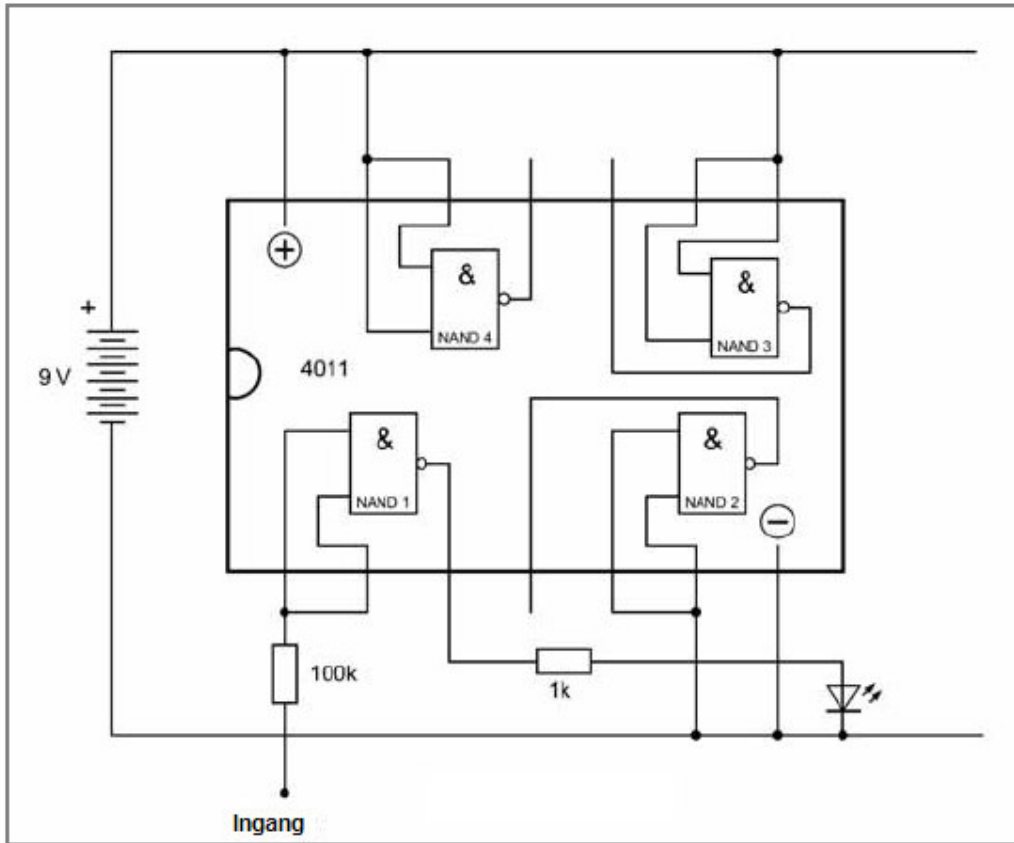 +
&
NAND 4
&
NAND 3
+
9 V
4011
&
NAND 1
&
NAND 2
100k
1k
Ingang